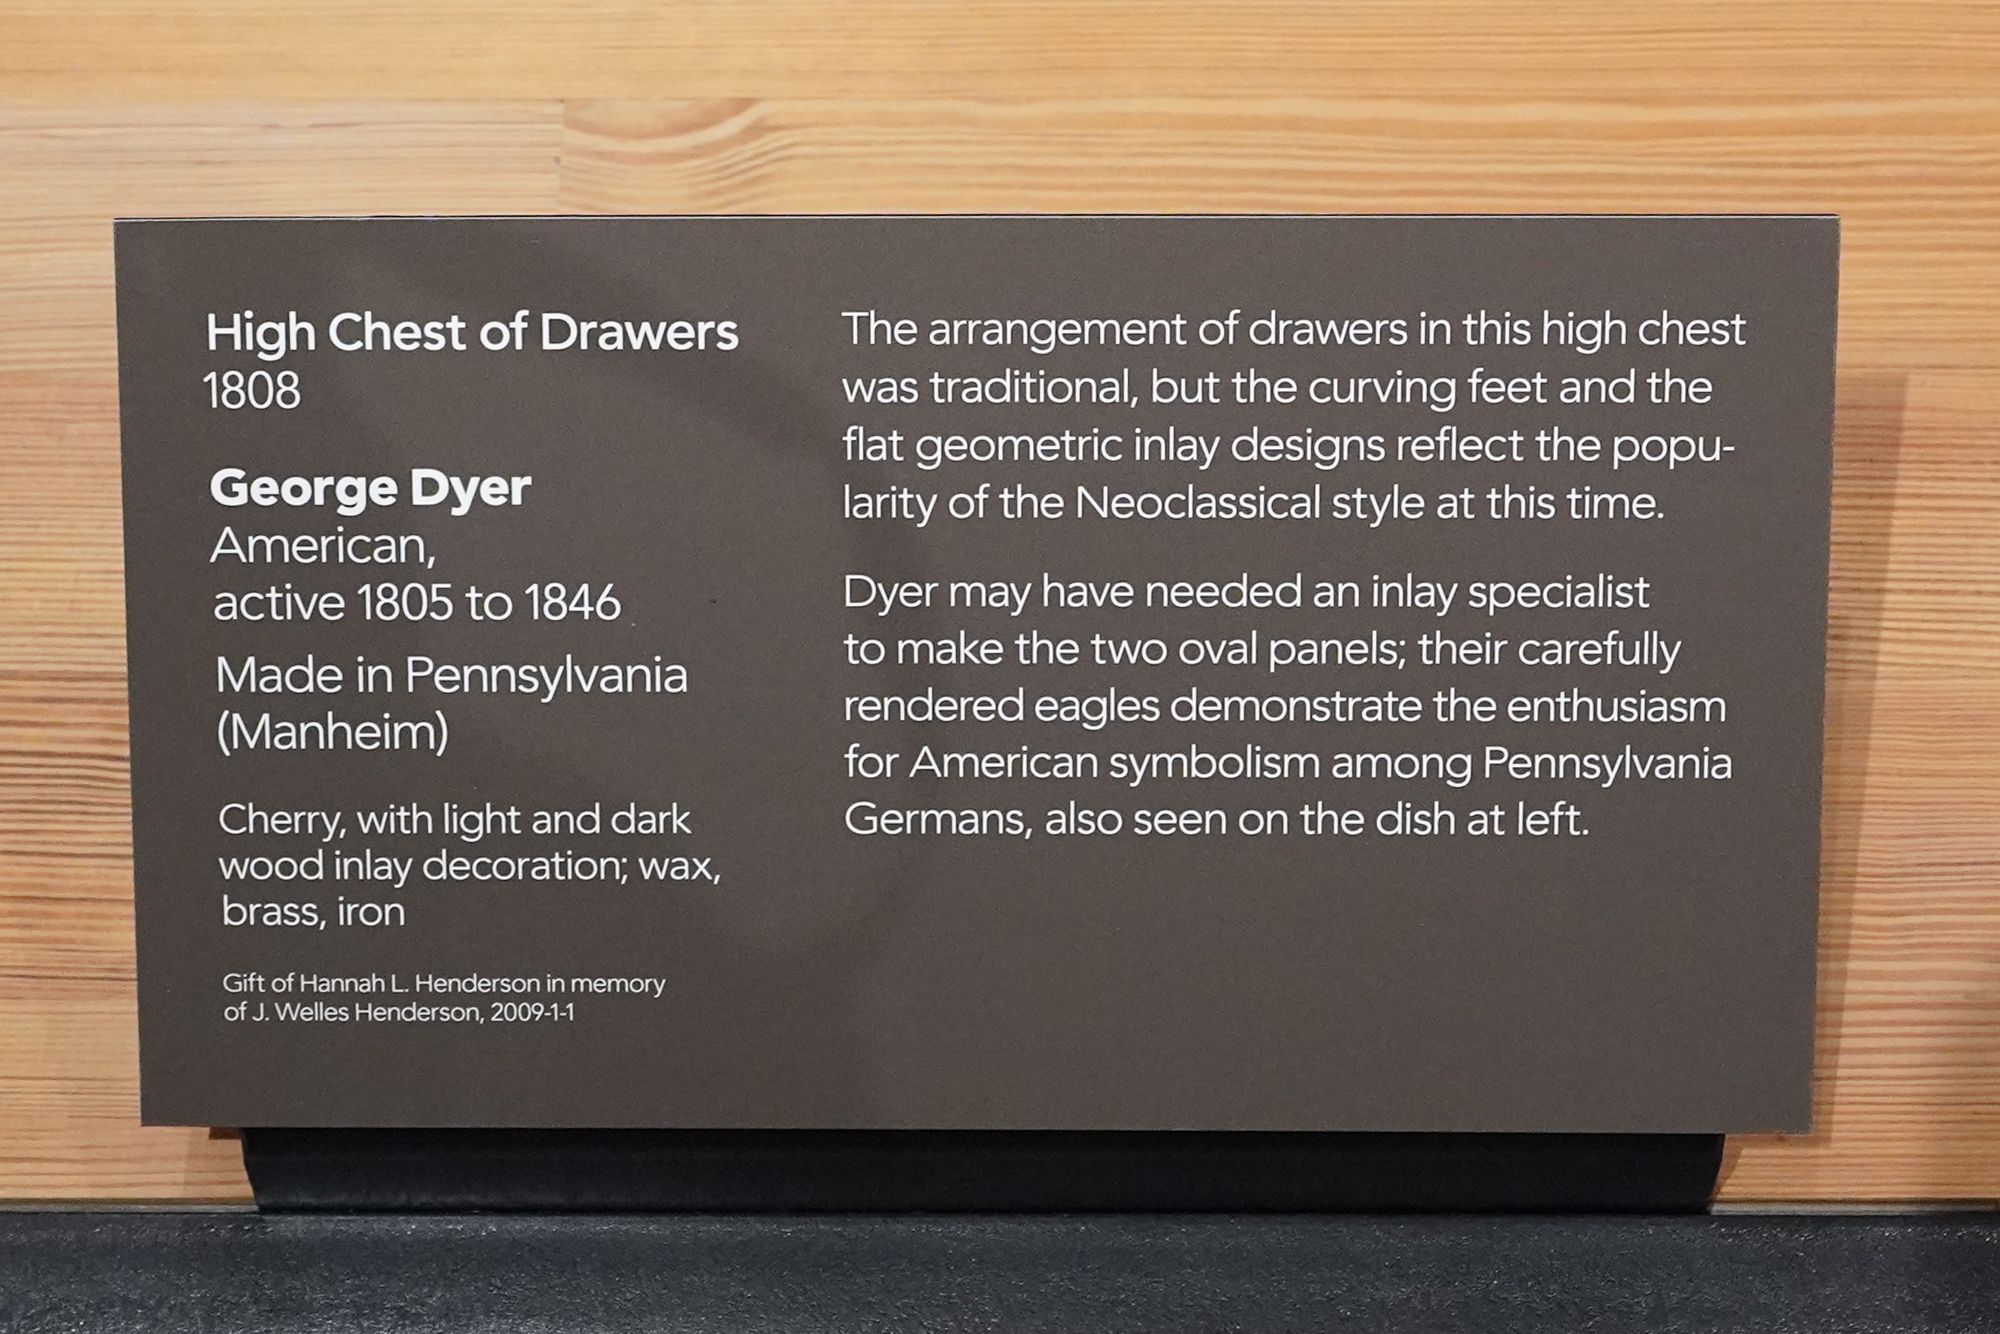 High Chest of Drawers
1808
George Dyer
American,
active 1805 to 1846
Made in Pennsylvania
(Manheim)
Cherry, with light and dark
wood inlay decoration; wax,
brass, iron
Gift of Hannah L. Henderson in memory
of J. Welles Henderson, 2009-1-1
The arrangement of drawers in this high chest
was traditional, but the curving feet and the
flat geometric inlay designs reflect the popu-
larity of the Neoclassical style at this time.
Dyer may have needed an inlay specialist
to make the two oval panels; their carefully
rendered eagles demonstrate the enthusiasm
for American symbolism among Pennsylvania
Germans, also seen on the dish at left.